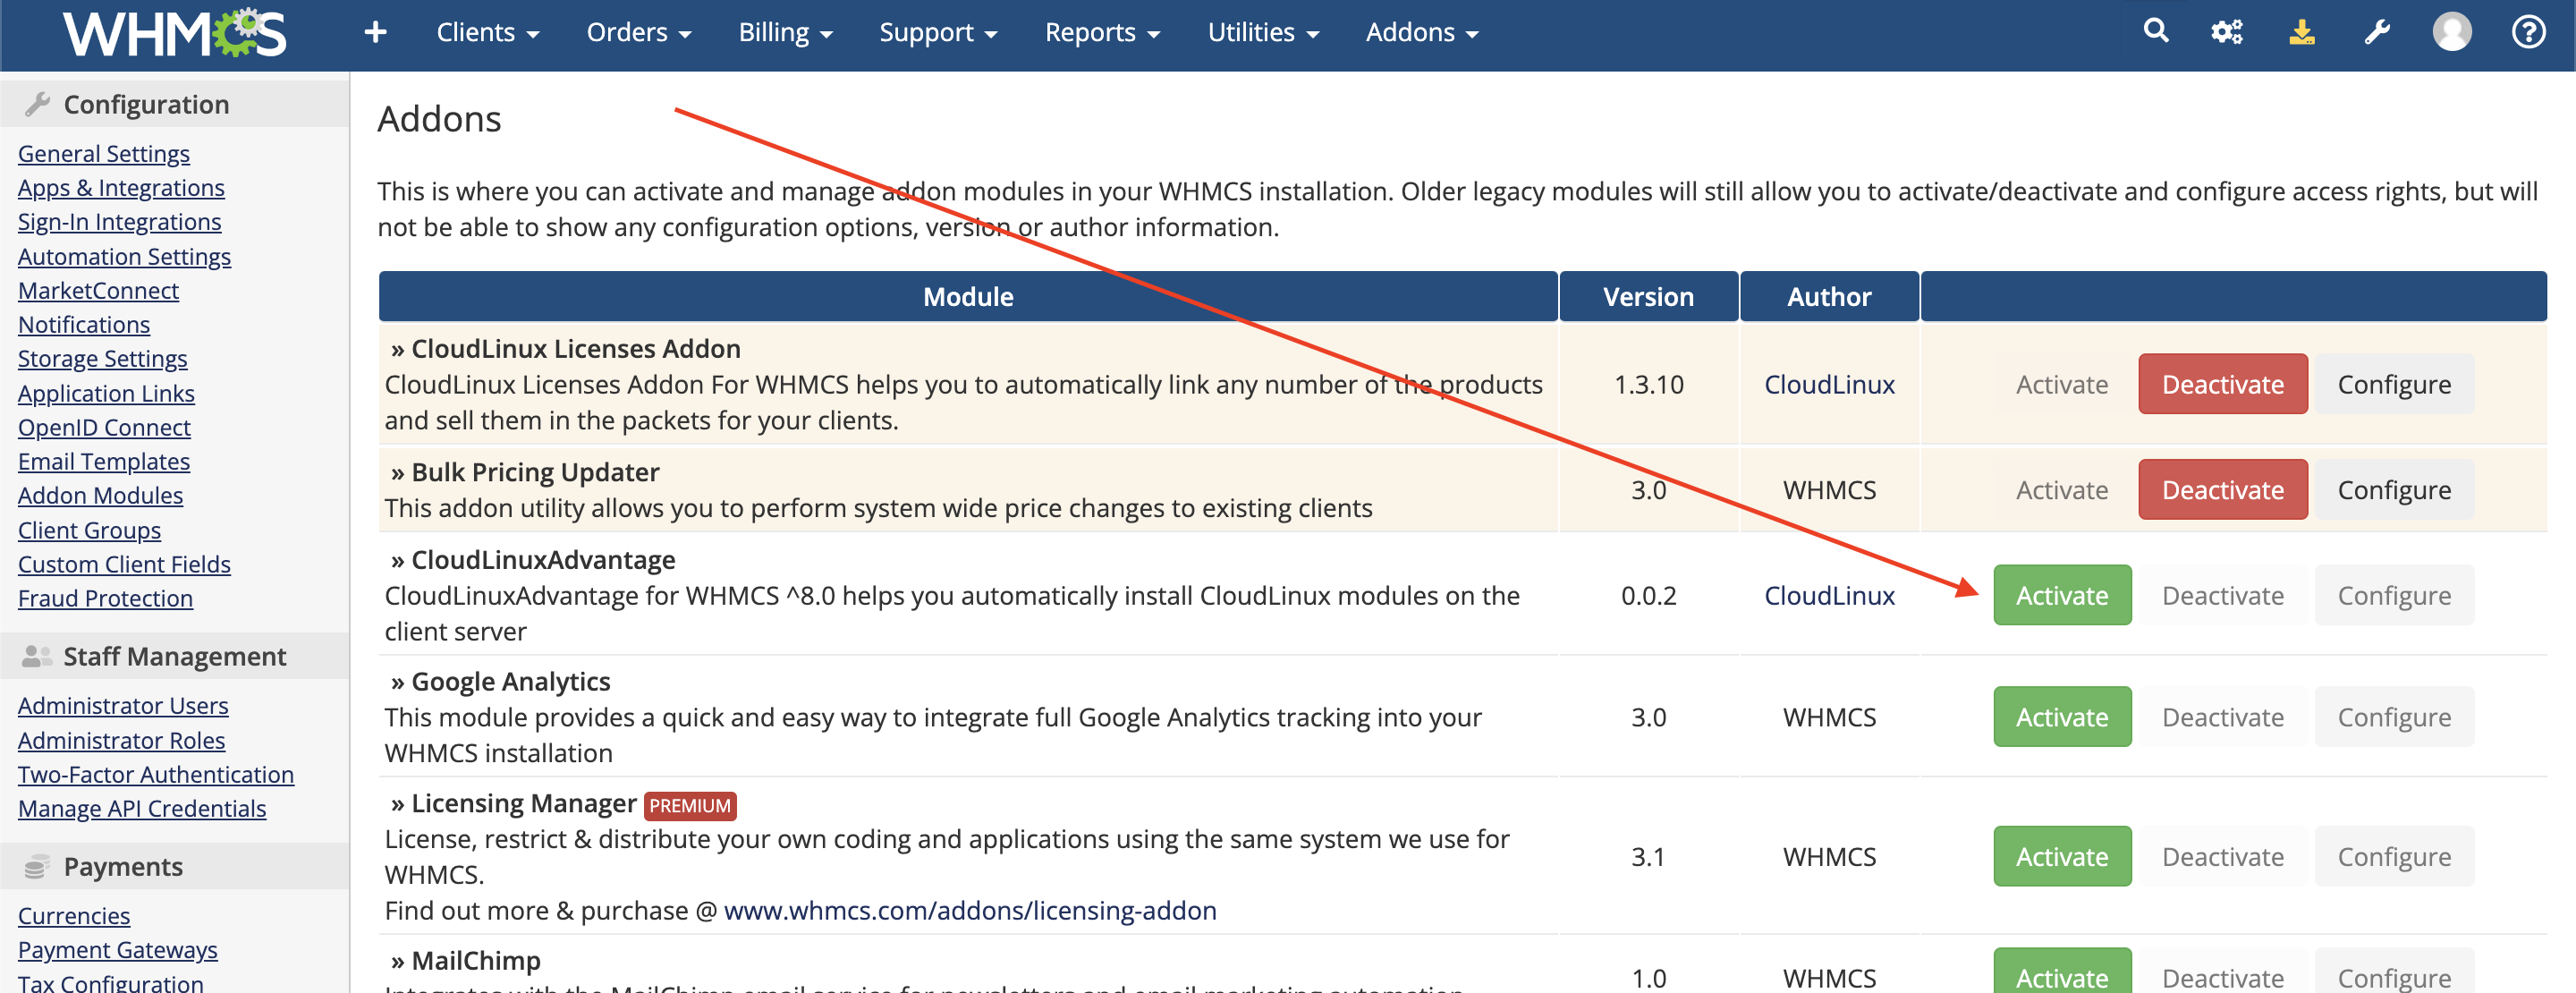 WHMCS
Clients Orders Billing Support Reports Utilities Addons
Configuration
General Settings
Apps & Integrations
Sign-In Integrations
Automation Settings
MarketConnect
Notifications
Storage Settings
Application Links
OpenID Connect
Email Templates
Addon Modules
Client Groups
Custom Client Fields
Fraud Protection
Staff Management
Administrator Users
Administrator Roles
Two-Factor Authentication
Manage API Credentials
Payments
Currencies
Payment Gateways
Tax Configuration
Addons
This is where you can activate and manage addon modules in your WHMCS installation. Older legacy modules will still allow you to activate/deactivate and configure access rights, but will
not be able to show any configuration options, version or author information.
Module Version Author
» CloudLinux Licenses Addon
CloudLinux Licenses Addon For WHMCS helps you to automatically link any number of the products
and sell them in the packets for your clients.
1.3.10 CloudLinux Activate Deactivate Configure
» Bulk Pricing Updater
This addon utility allows you to perform system wide price changes to existing clients
3.0 WHMCS Activate Deactivate Configure
» CloudLinuxAdvantage
CloudLinuxAdvantage for WHMCS ^8.0 helps you automatically install CloudLinux modules on the
client server
0.0.2 CloudLinux Activate Deactivate Configure
» Google Analytics
This module provides a quick and easy way to integrate full Google Analytics tracking into your
WHMCS installation
3.0 WHMCS Activate Deactivate Configure
» Licensing Manager PREMIUM
License, restrict & distribute your own coding and applications using the same system we use for
WHMCS.
Find out more & purchase @ www.whmcs.com/addons/licensing-addon
3.1 WHMCS Activate Deactivate Configure
» MailChimp
Integrates with the MailChimp email service for newsletters and email marketing automation
1.0 WHMCS Activate Deactivate Configure